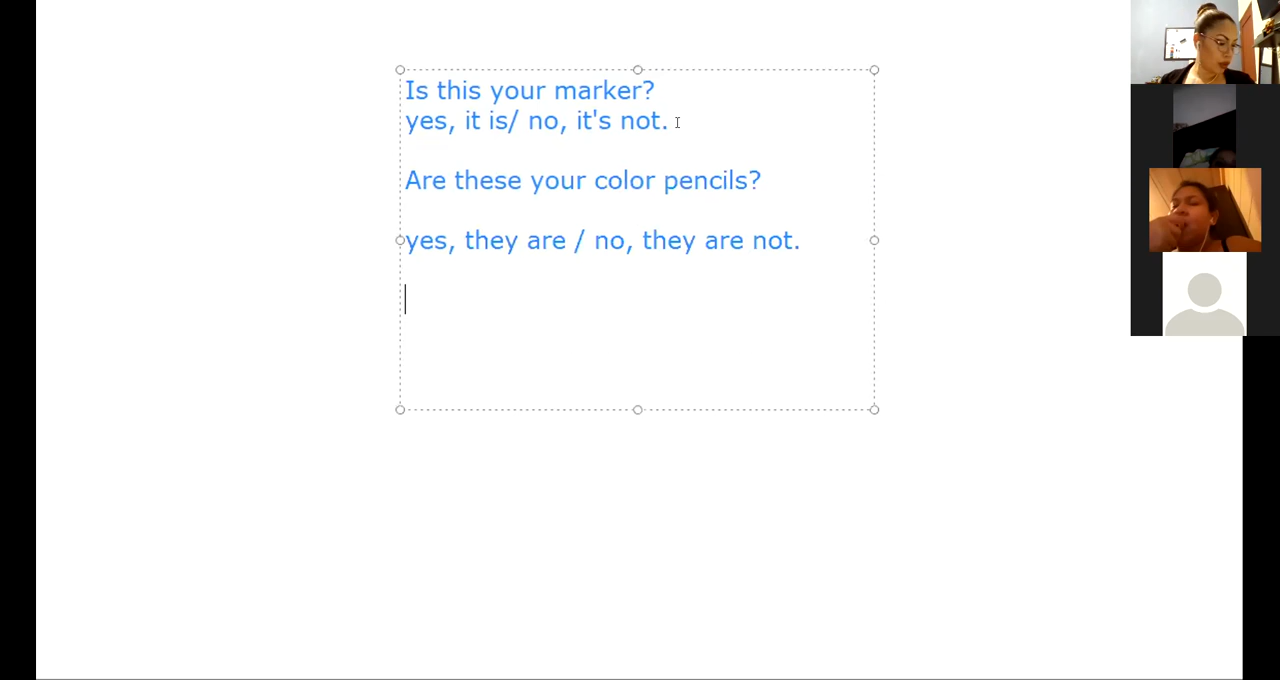 Is this your marker?
yes, it is/ no, it's not.
Are these your color pencils?
yes, they are / no, they are not.